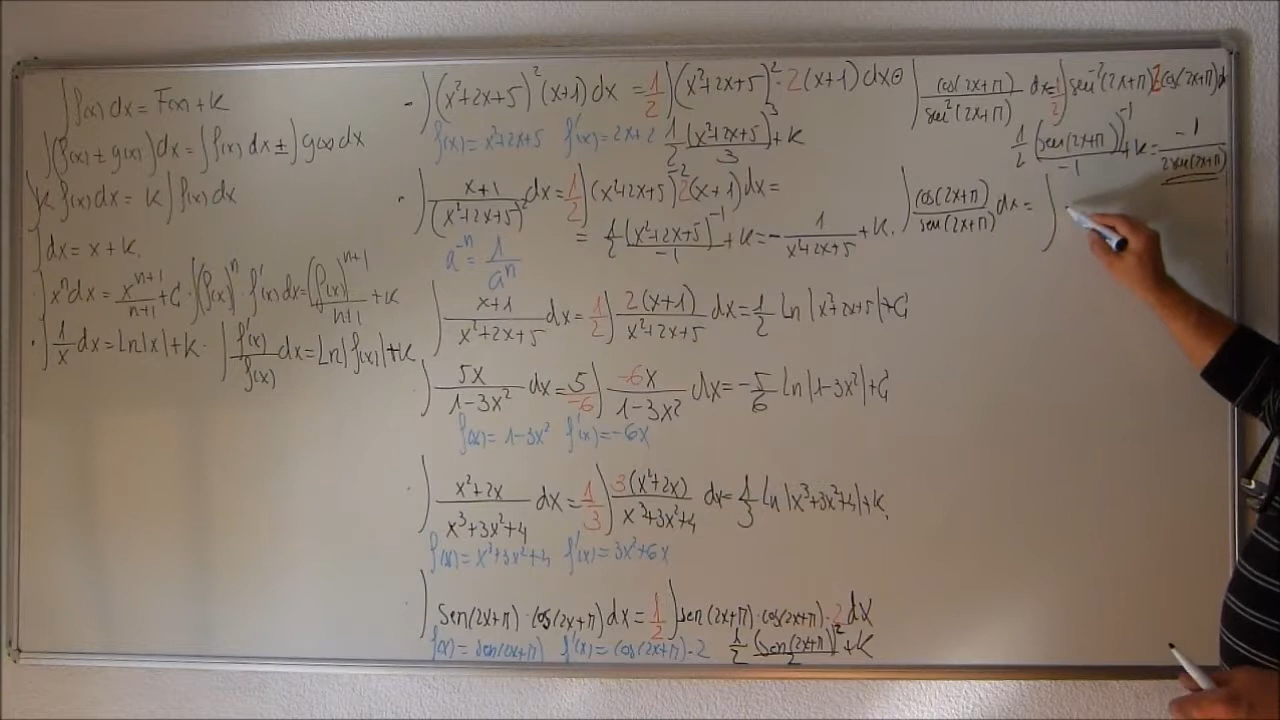 ∫f(x) dx = F(x) + K
∫(f(x) ± g(x)) dx = ∫f(x) dx ± ∫g(x) dx
∫K f(x) dx = K ∫f(x) dx
∫dx = x + K.
∫xⁿ dx = xⁿ⁺¹/(n+1) + C · ∫(f(x))ⁿ · f'(x) dx = (f(x))ⁿ⁺¹/(n+1) + K
· ∫1/x dx = Ln|x| + K · ∫f'(x)/f(x) dx = Ln|f(x)| + K
- ∫(x²+2x+5)²(x+1) dx = 1/2 ∫(x²+2x+5)² · 2(x+1) dx =
f(x) = x²+2x+5 f'(x) = 2x+2 1/2 (x²+2x+5)³/3 + K
· ∫(x+1)/(x²+2x+5)² dx = 1/2 ∫(x²+2x+5)⁻² 2(x+1) dx =
= 1/2 (x²+2x+5)⁻¹/-1 + K = - 1/(x²+2x+5) + K.
a⁻ⁿ = 1/aⁿ
∫(x+1)/(x²+2x+5) dx = 1/2 ∫2(x+1)/(x²+2x+5) dx = 1/2 Ln|x²+2x+5| + C
∫5x/(1-3x²) dx = 5/-6 ∫-6x/(1-3x²) dx = -5/6 Ln|1-3x²| + C
f(x) = 1-3x² f'(x) = -6x
· ∫(x²+2x)/(x³+3x²+4) dx = 1/3 ∫3(x²+2x)/(x³+3x²+4) dx = 1/3 Ln|x³+3x²+4| + K.
f(x) = x³+3x²+4 f'(x) = 3x²+6x
· ∫sen(2x+π) · cos(2x+π) dx = 1/2 ∫sen(2x+π) · cos(2x+π) · 2 dx
f(x) = sen(2x+π) f'(x) = cos(2x+π) · 2 1/2 (sen(2x+π))²/2 + K
∫cos(2x+π)/sen²(2x+π) dx = 1/2 ∫sen⁻²(2x+π) 2 cos(2x+π) d
1/2 (sen(2x+π))⁻¹/-1 + K = -1/2sen(2x+π)
∫cos(2x+π)/sen(2x+π) dx = ∫